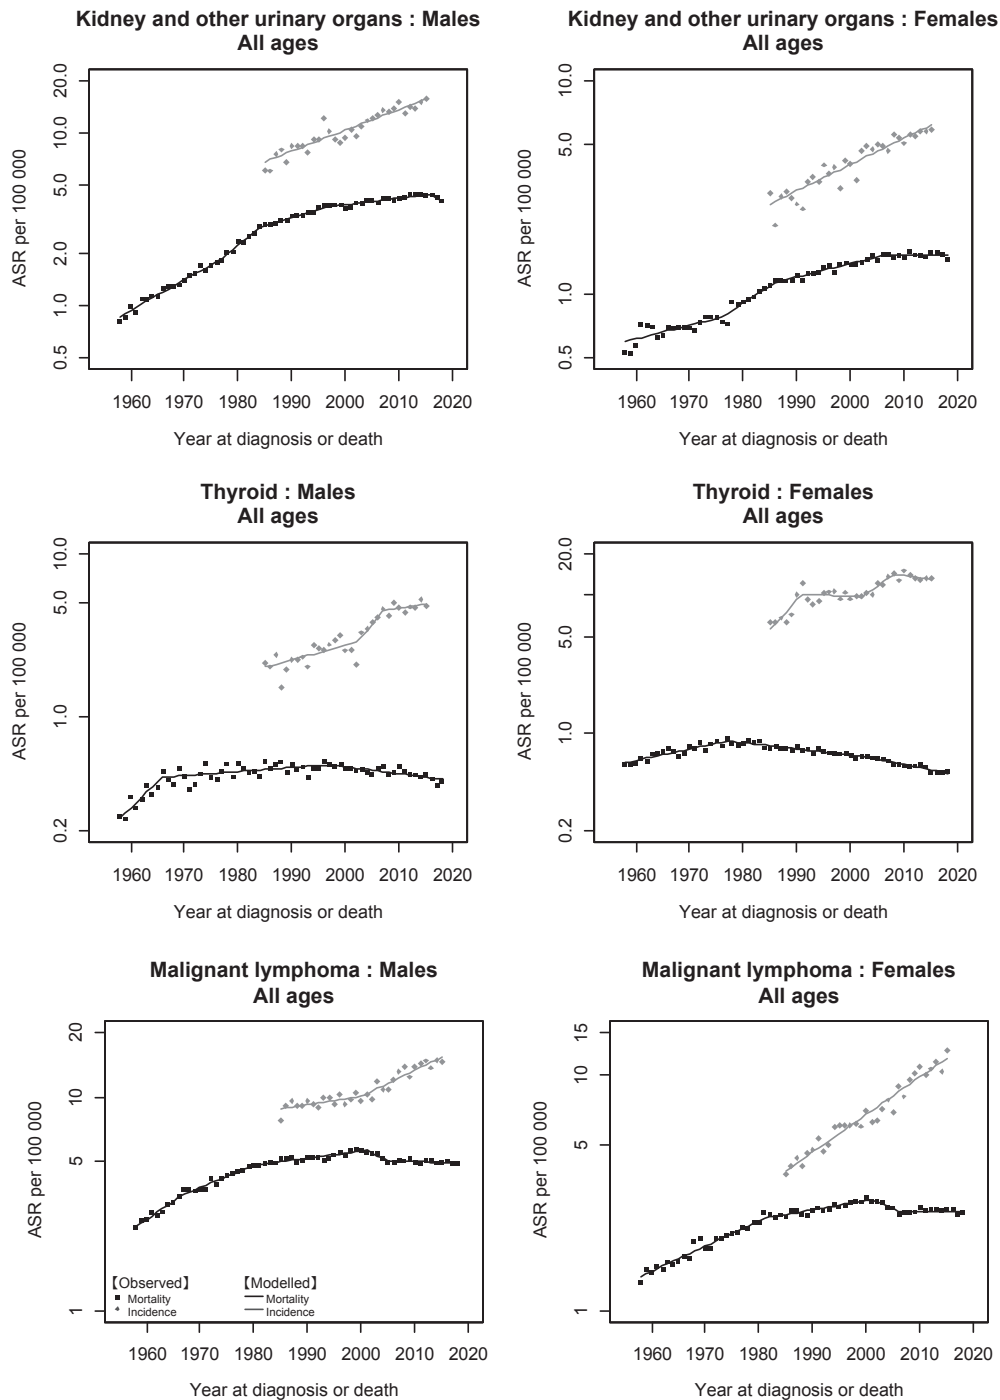 Kidney and other urinary organs : Males
All ages
20.0
10.0
5.0
2.0
1.0
0.5
ASR per 100 000
1960 1970 1980 1990 2000 2010 2020
Year at diagnosis or death
Kidney and other urinary organs : Females
All ages
10.0
5.0
1.0
0.5
ASR per 100 000
1960 1970 1980 1990 2000 2010 2020
Year at diagnosis or death
Thyroid : Males
All ages
10.0
5.0
1.0
0.2
ASR per 100 000
1960 1970 1980 1990 2000 2010 2020
Year at diagnosis or death
Thyroid : Females
All ages
20.0
5.0
1.0
0.2
ASR per 100 000
1960 1970 1980 1990 2000 2010 2020
Year at diagnosis or death
Malignant lymphoma : Males
All ages
20
10
5
1
ASR per 100 000
【Observed】 【Modelled】
Mortality Mortality
Incidence Incidence
1960 1970 1980 1990 2000 2010 2020
Year at diagnosis or death
Malignant lymphoma : Females
All ages
15
10
5
1
ASR per 100 000
1960 1970 1980 1990 2000 2010 2020
Year at diagnosis or death